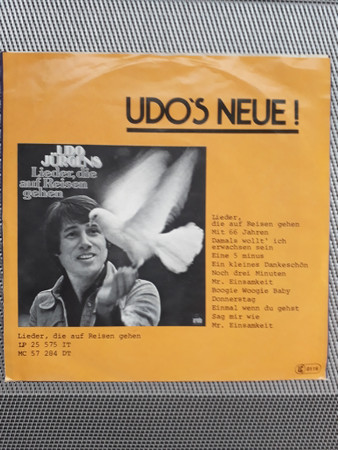 UDO'S NEUE!
UDO
JÜRGENS
Lieder, die
auf Reisen
gehen
Lieder,
die auf Reisen gehen
Mit 66 Jahren
Damals wollt' ich
erwachsen sein
Eine 5 minus
Ein kleines Dankeschön
Noch drei Minuten
Mr. Einsamkeit
Boogie Woogie Baby
Donnerstag
Einmal wenn du gehst
Sag mir wie
Mr. Einsamkeit
Lieder, die auf Reisen gehen
LP 25 575 IT
MC 57 284 DT